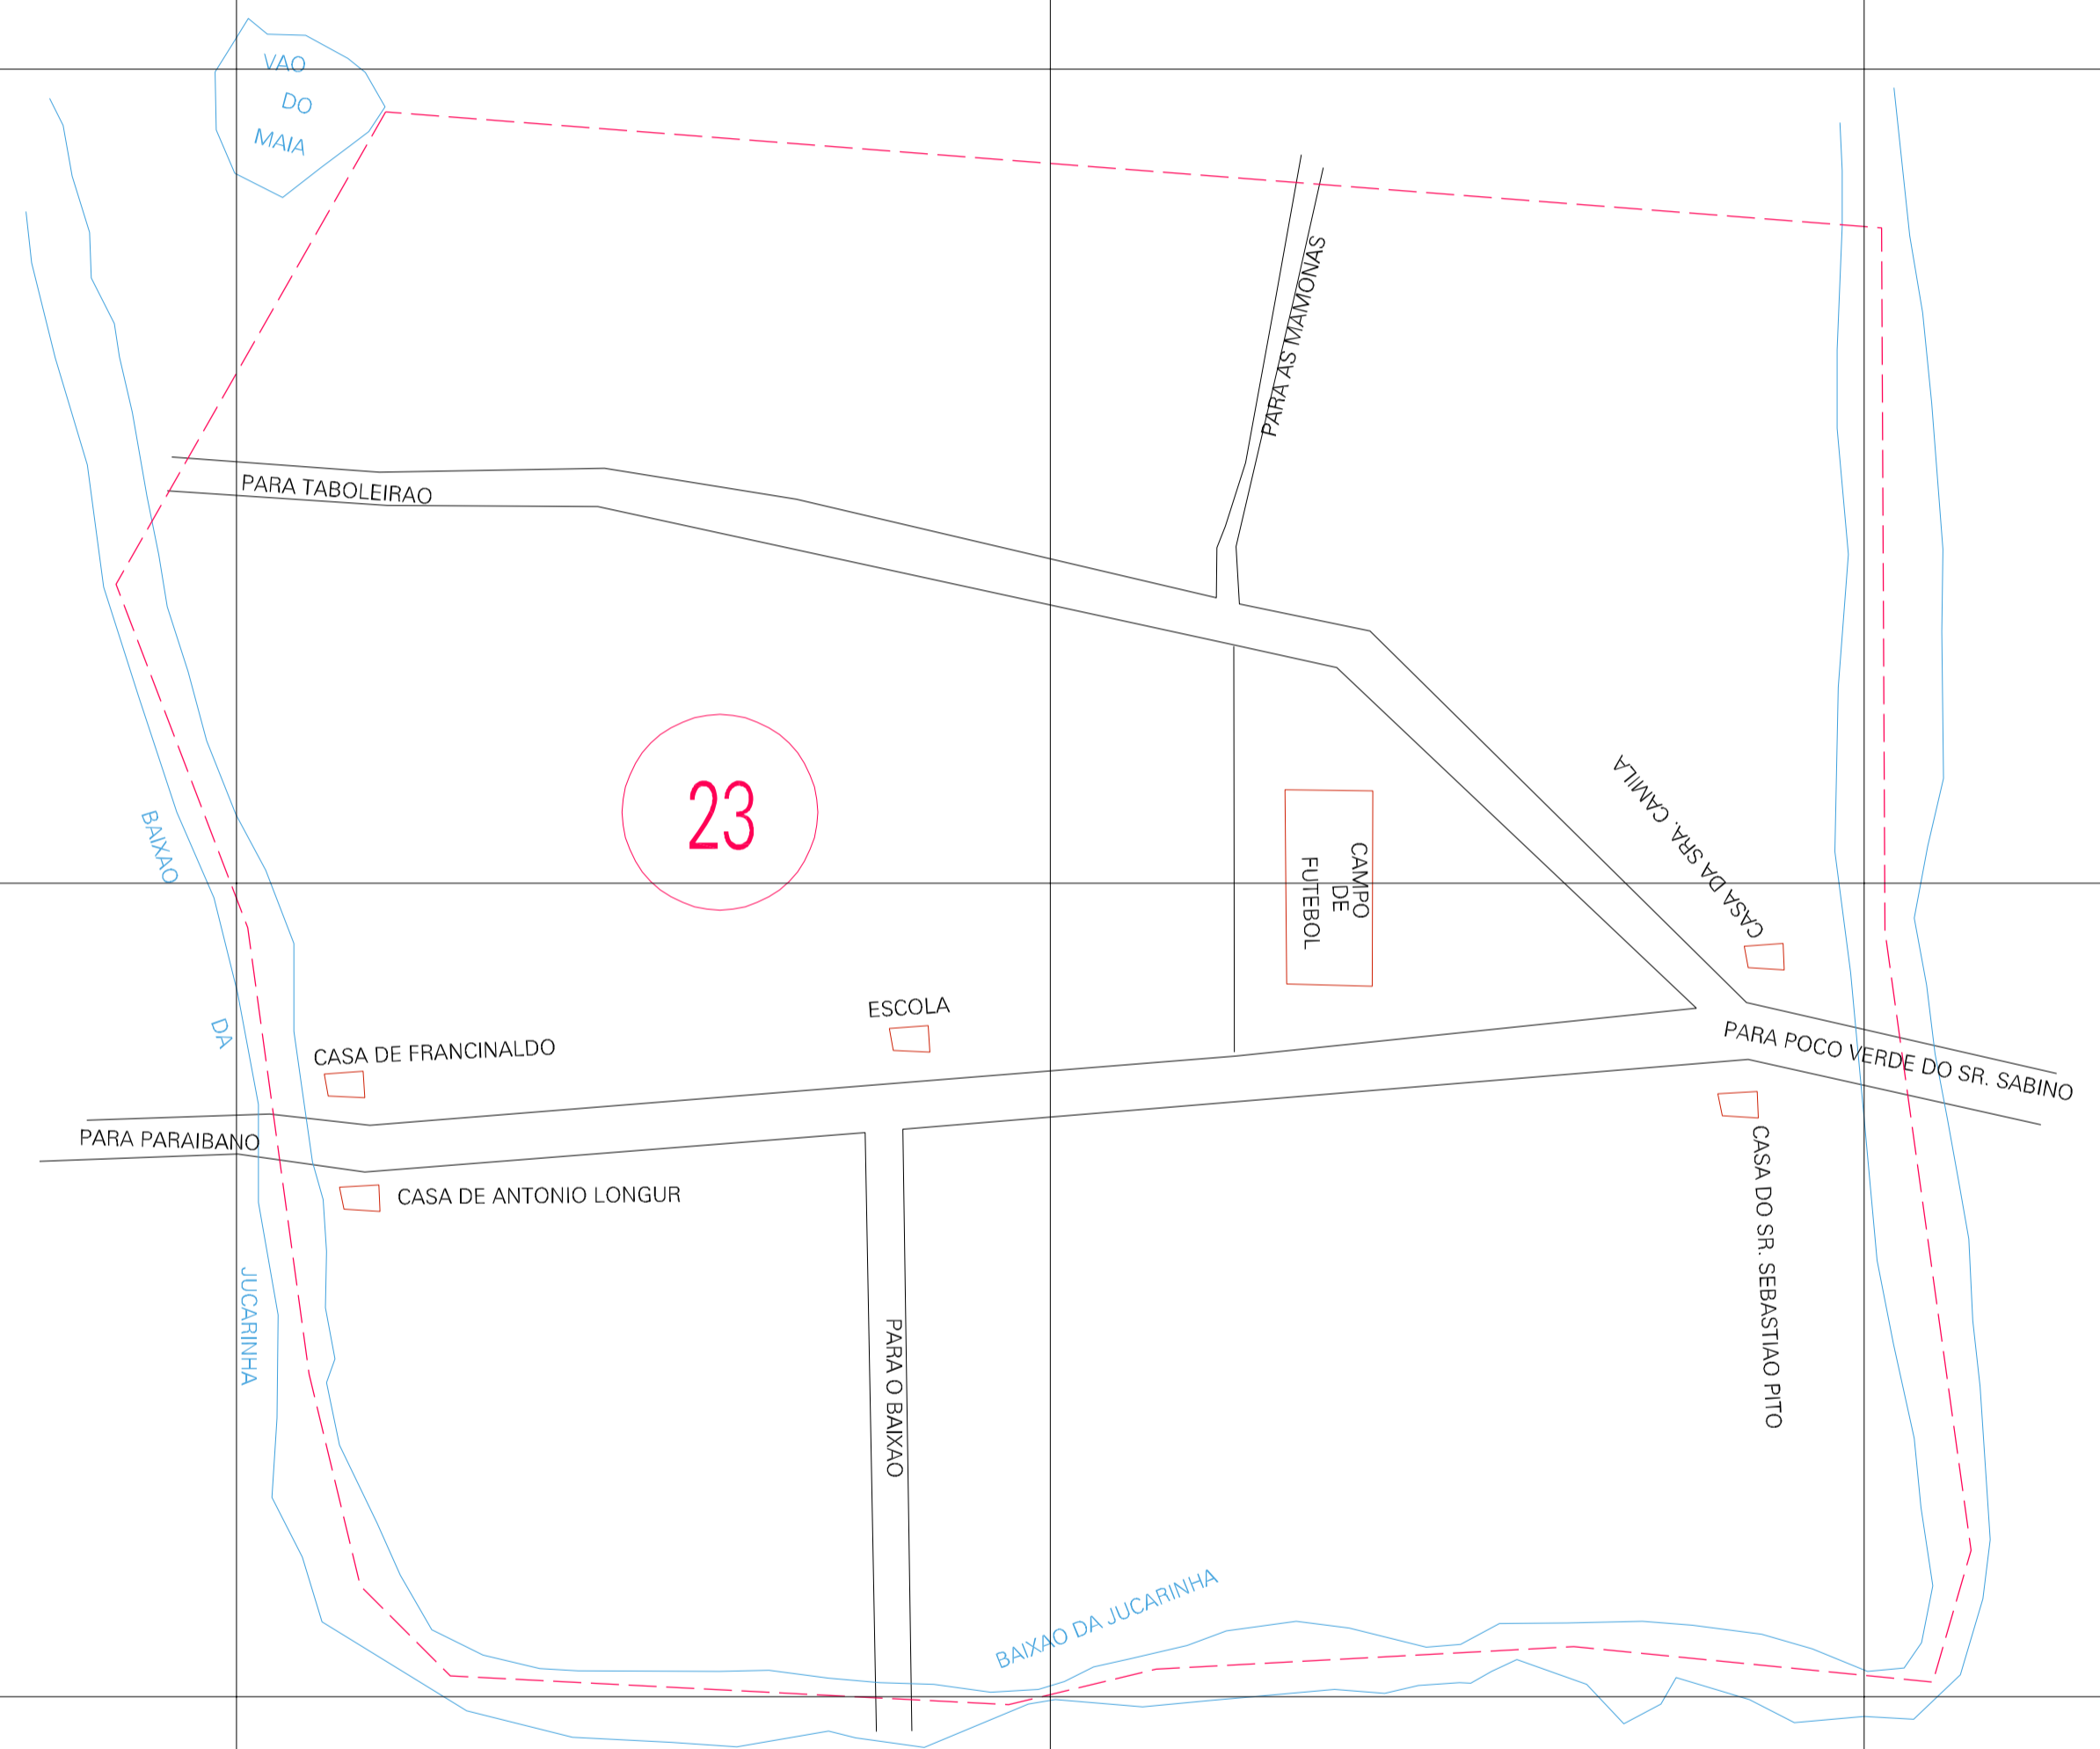 VAO
DO
MAIA
PARA AS MAMONAS
PARA TABOLEIRAO
23
CASA DA SRA. CAMILA
BAIXAO
DA
JUCARINHA
CAMPO
DE
FUTEBOL
ESCOLA
CASA DE FRANCINALDO
PARA POCO VERDE DO SR. SABINO
PARA PARAIBANO
CASA DE ANTONIO LONGUR
CASA DO SR. SEBASTIAO PITO
PARA O BAIXAO
BAIXAO DA JUCARINHA